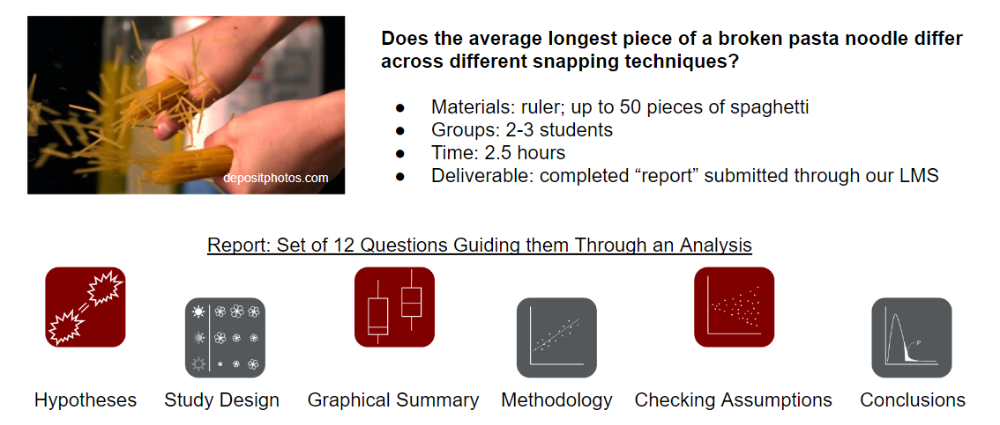 Does the average longest piece of a broken pasta noodle differ
across different snapping techniques?
● Materials: ruler; up to 50 pieces of spaghetti
● Groups: 2-3 students
● Time: 2.5 hours
● Deliverable: completed “report” submitted through our LMS
depositphotos.com
Report: Set of 12 Questions Guiding them Through an Analysis
P
Hypotheses
Study Design
Graphical Summary
Methodology
Checking Assumptions
Conclusions